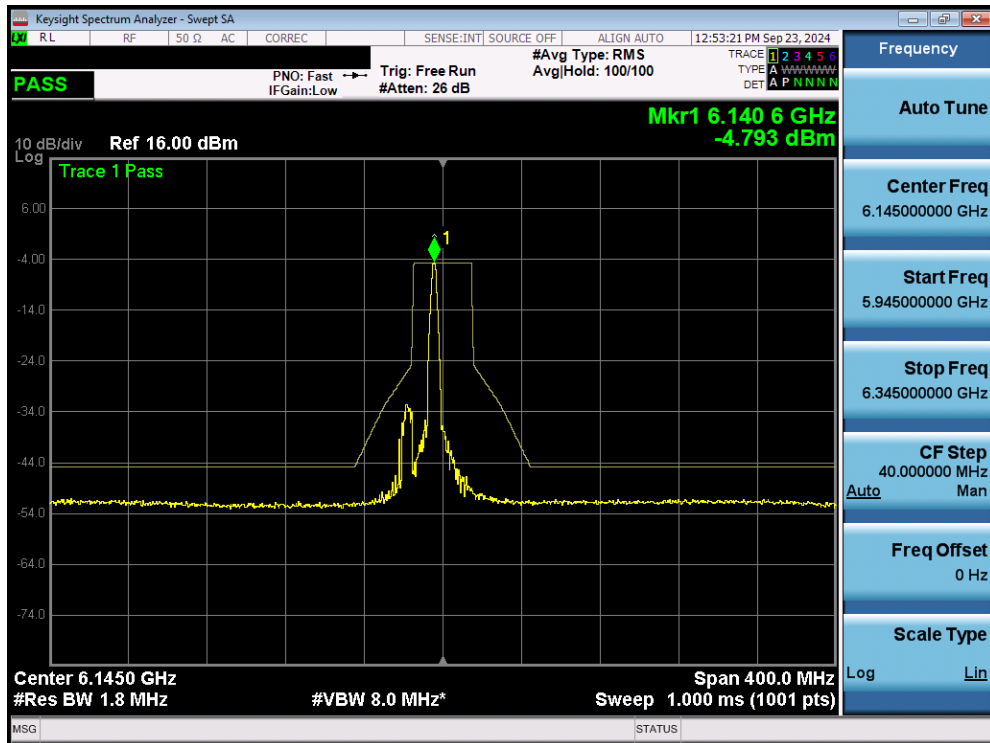 Keysight Spectrum Analyzer - Swept SA
LXI RL RF 50 Ω AC CORREC SENSE:INT SOURCE OFF ALIGN AUTO 12:53:21 PM Sep 23, 2024
PASS
PNO: Fast
IFGain:Low
Trig: Free Run
#Atten: 26 dB
#Avg Type: RMS
Avg|Hold: 100/100
TRACE 1 2 3 4 5 6
TYPE A WWWWW
DET A P N N N N
Mkr1 6.140 6 GHz
-4.793 dBm
10 dB/div Ref 16.00 dBm
Log
Trace 1 Pass
1
6.00
-4.00
-14.0
-24.0
-34.0
-44.0
-54.0
-64.0
-74.0
Center 6.1450 GHz Span 400.0 MHz
#Res BW 1.8 MHz #VBW 8.0 MHz* Sweep 1.000 ms (1001 pts)
MSG STATUS
Frequency
Auto Tune
Center Freq
6.145000000 GHz
Start Freq
5.945000000 GHz
Stop Freq
6.345000000 GHz
CF Step
40.000000 MHz
Auto Man
Freq Offset
0 Hz
Scale Type
Log Lin